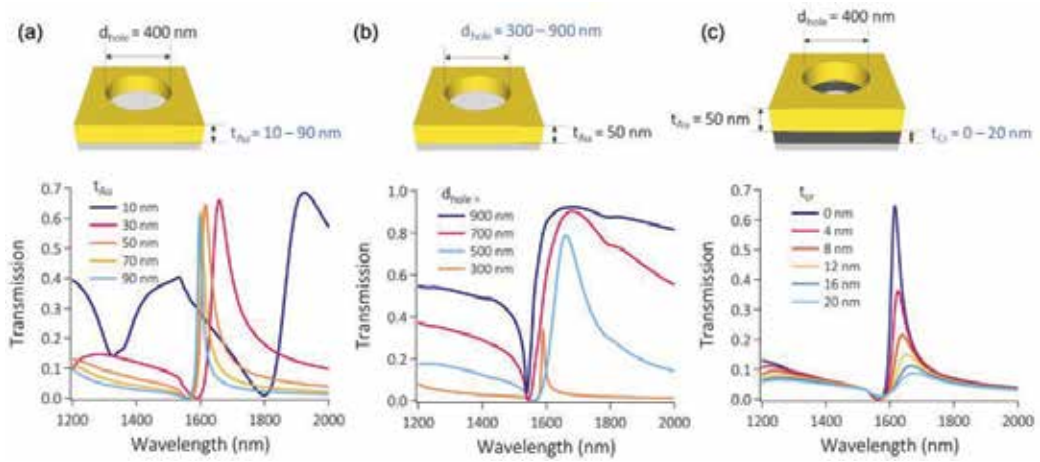 (a)
d_hole = 400 nm
t_Au = 10 – 90 nm
Transmission
0.7
0.6
0.5
0.4
0.3
0.2
0.1
0.0
t_Au
10 nm
30 nm
50 nm
70 nm
90 nm
1200
1400
1600
1800
2000
Wavelength (nm)
(b)
d_hole = 300 – 900 nm
t_Au = 50 nm
Transmission
1.0
0.8
0.6
0.4
0.2
0.0
d_hole =
900 nm
700 nm
500 nm
300 nm
1200
1400
1600
1800
2000
Wavelength (nm)
(c)
d_hole = 400 nm
t_Au = 50 nm
t_Cr = 0 – 20 nm
Transmission
0.7
0.6
0.5
0.4
0.3
0.2
0.1
0.0
t_cr
0 nm
4 nm
8 nm
12 nm
16 nm
20 nm
1200
1400
1600
1800
2000
Wavelength (nm)